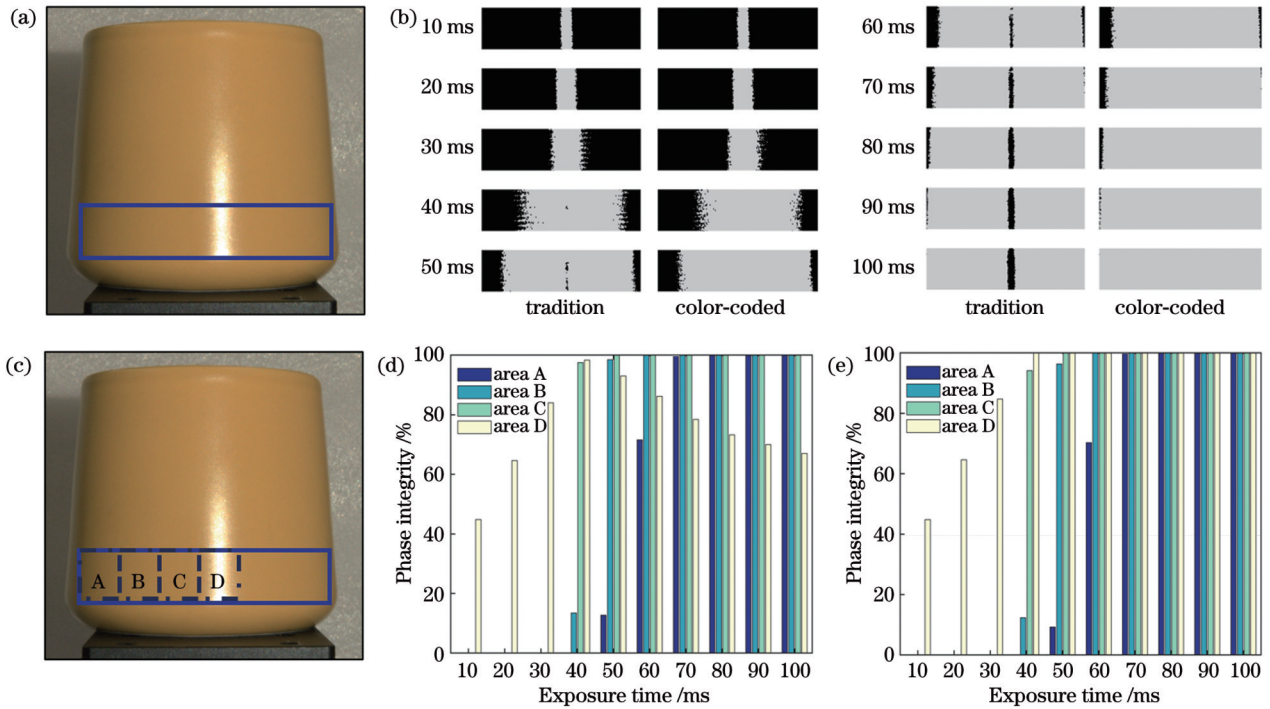 (a)
(b)
10 ms
20 ms
30 ms
40 ms
50 ms
tradition
color-coded
60 ms
70 ms
80 ms
90 ms
100 ms
tradition
color-coded
(c)
A
B
C
D
(d)
100
80
60
40
20
0
Phase integrity /%
area A
area B
area C
area D
10 20 30 40 50 60 70 80 90 100
Exposure time /ms
(e)
100
80
60
40
20
0
Phase integrity /%
area A
area B
area C
area D
10 20 30 40 50 60 70 80 90 100
Exposure time /ms